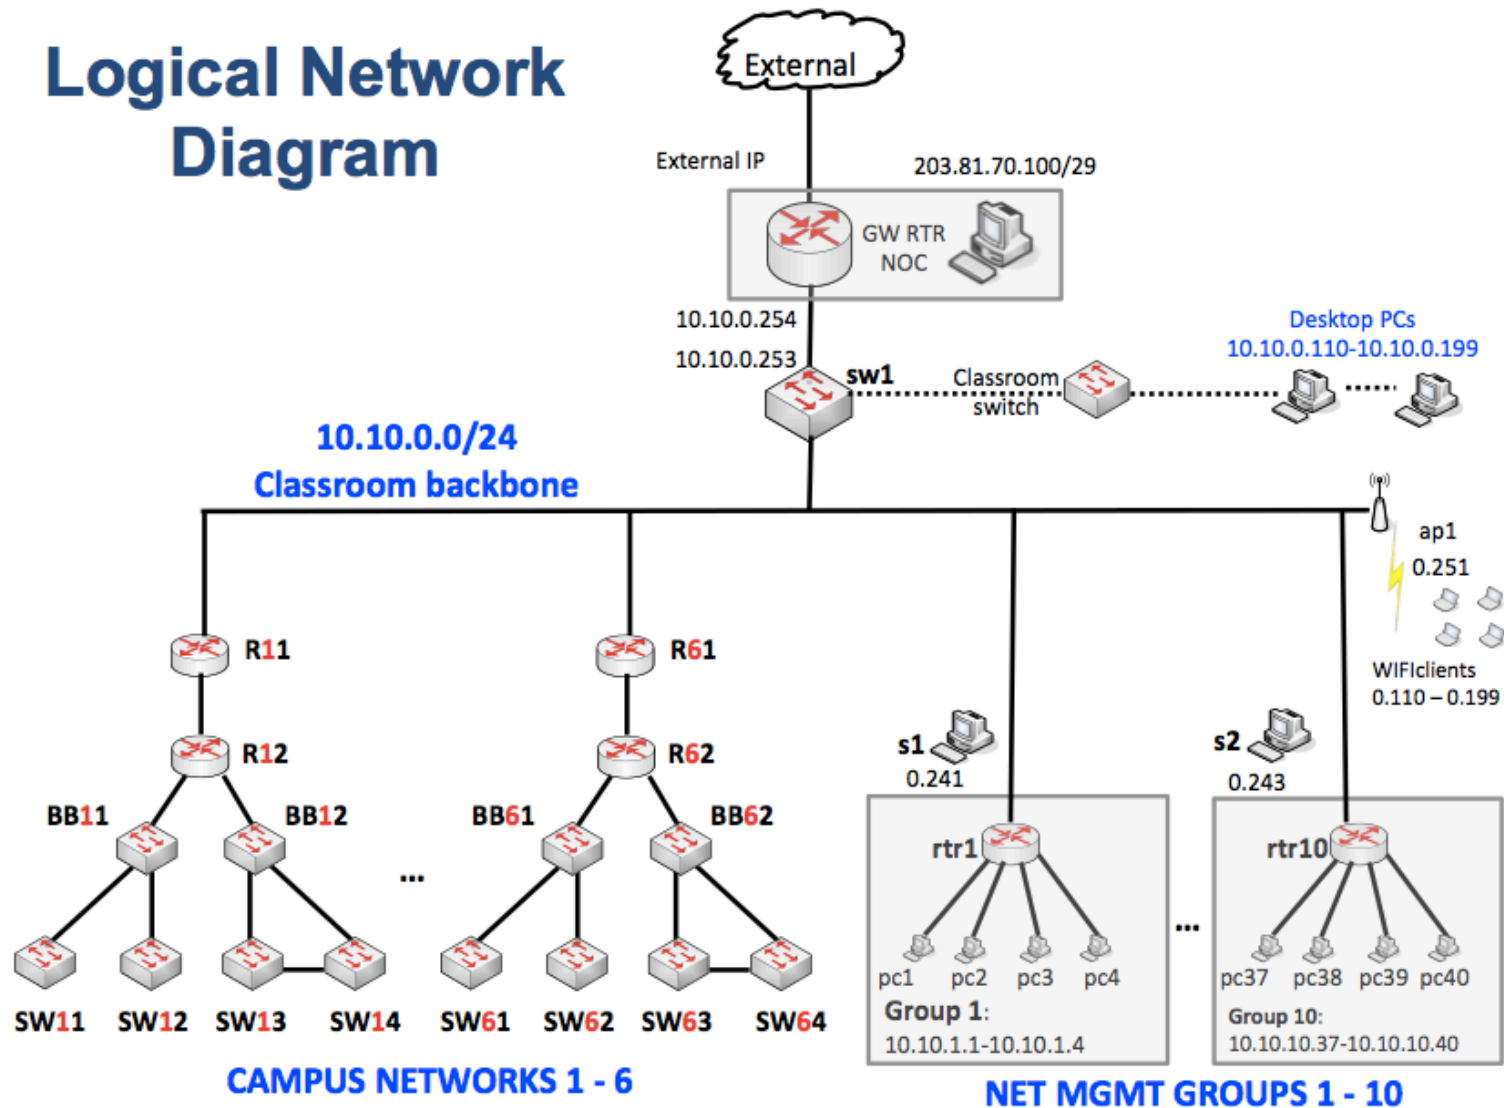 Logical Network
Diagram
External
External IP
203.81.70.100/29
GW RTR
NOC
10.10.0.254
10.10.0.253
sw1
Classroom
switch
Desktop PCs
10.10.0.110-10.10.0.199
10.10.0.0/24
Classroom backbone
ap1
0.251
WIFIclients
0.110 – 0.199
R11
R61
R12
R62
s1
0.241
s2
0.243
BB11
BB12
BB61
BB62
...
rtr1
rtr10
...
pc1
pc2
pc3
pc4
pc37
pc38
pc39
pc40
SW11
SW12
SW13
SW14
SW61
SW62
SW63
SW64
Group 1:
10.10.1.1-10.10.1.4
Group 10:
10.10.10.37-10.10.10.40
CAMPUS NETWORKS 1 - 6
NET MGMT GROUPS 1 - 10